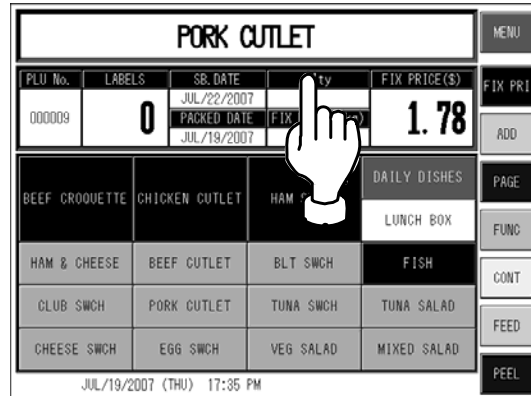 PORK CUTLET
MENU
PLU No. LABELS SB. DATE ty FIX PRICE($)
JUL/22/2007
FIX PRI
000009 0 PACKED DATE FIX 1.78
JUL/19/2007
ADD
BEEF CROQUETTE CHICKEN CUTLET HAM DAILY DISHES
PAGE
LUNCH BOX
FUNC
HAM & CHEESE BEEF CUTLET BLT SWCH FISH
CONT
CLUB SWCH PORK CUTLET TUNA SWCH TUNA SALAD
FEED
CHEESE SWCH EGG SWCH VEG SALAD MIXED SALAD
PEEL
JUL/19/2007 (THU) 17:35 PM